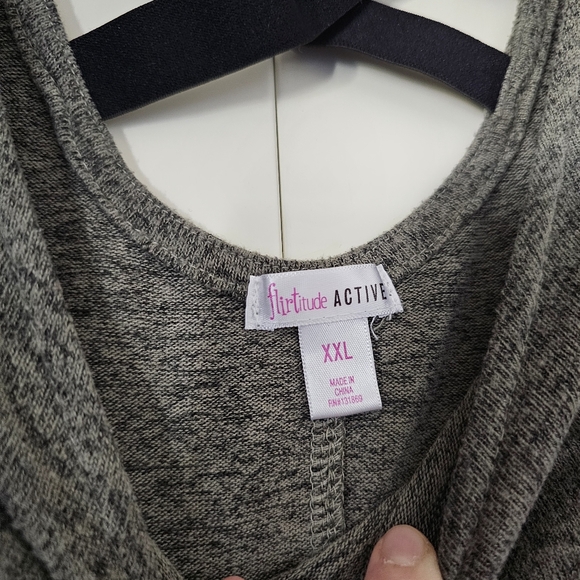 flirtitude ACTIVE
XXL
MADE IN
CHINA
RN#131869